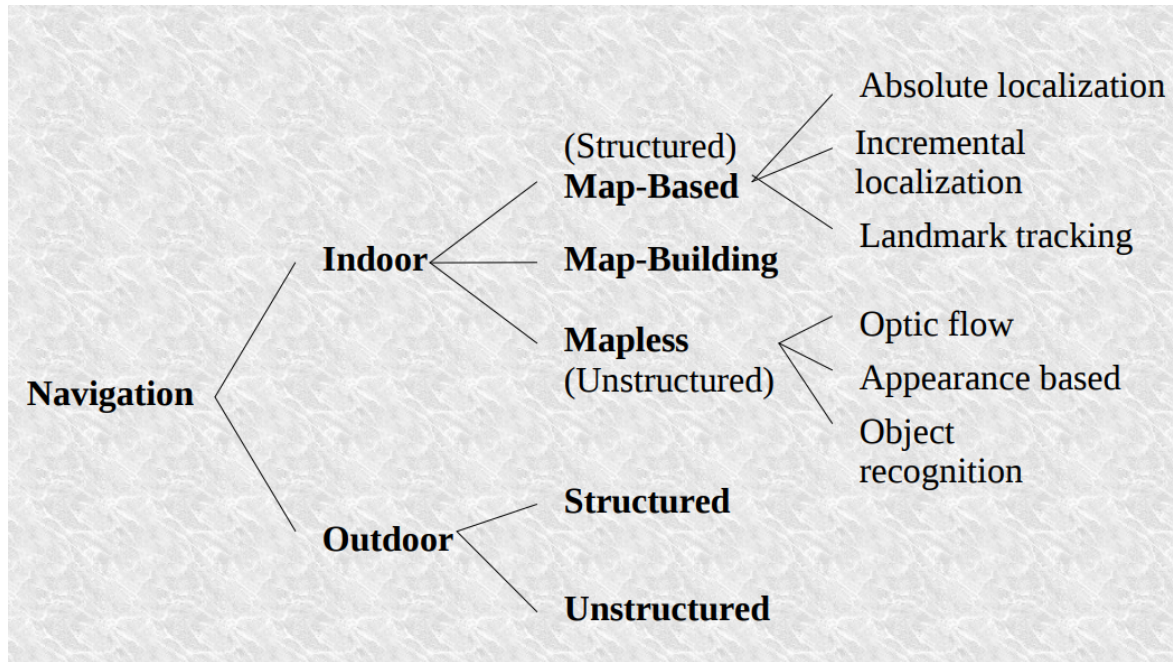 Navigation
Indoor
(Structured)
Map-Based
Absolute localization
Incremental
localization
Landmark tracking
Map-Building
Mapless
(Unstructured)
Optic flow
Appearance based
Object
recognition
Outdoor
Structured
Unstructured